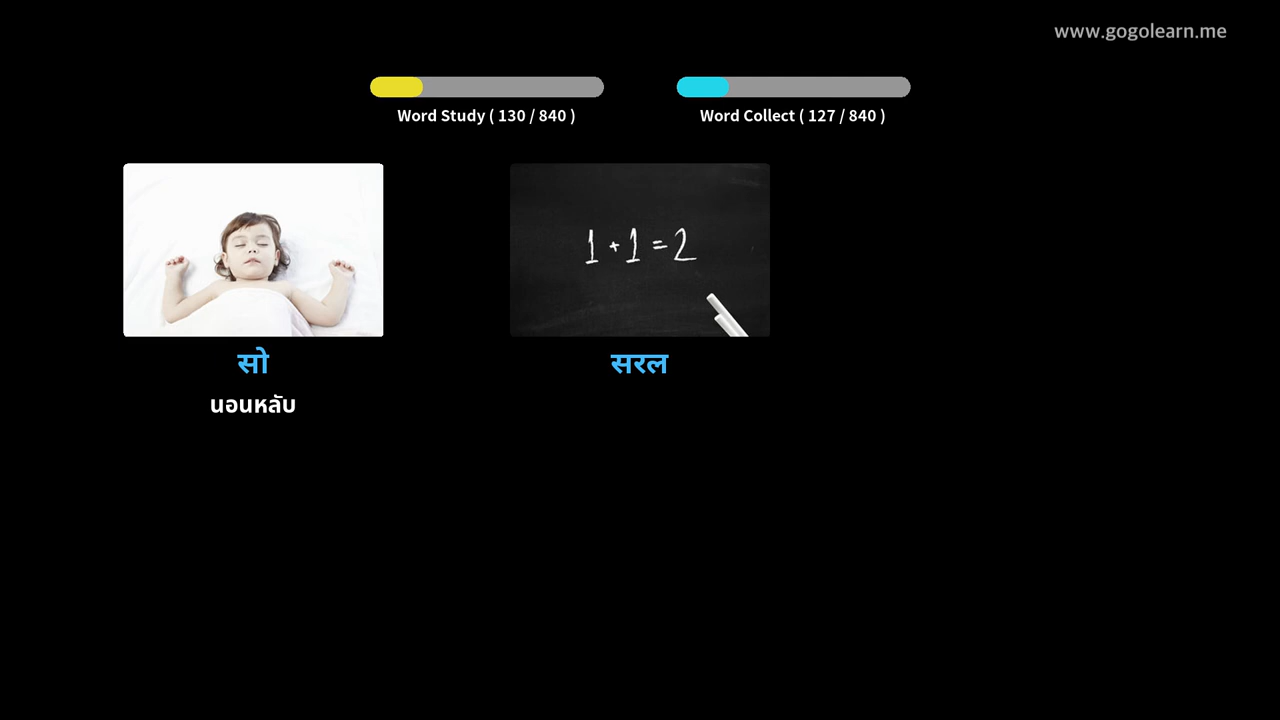 www.gogolearn.me
Word Study ( 130 / 840 )
Word Collect ( 127 / 840 )
1 + 1 = 2
सो
सरल
นอนหลับ